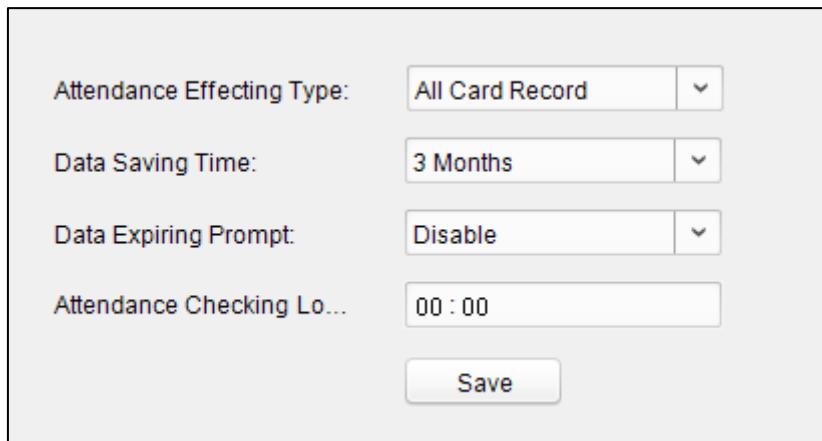 Attendance Effecting Type: All Card Record
Data Saving Time: 3 Months
Data Expiring Prompt: Disable
Attendance Checking Lo... 00 : 00
Save